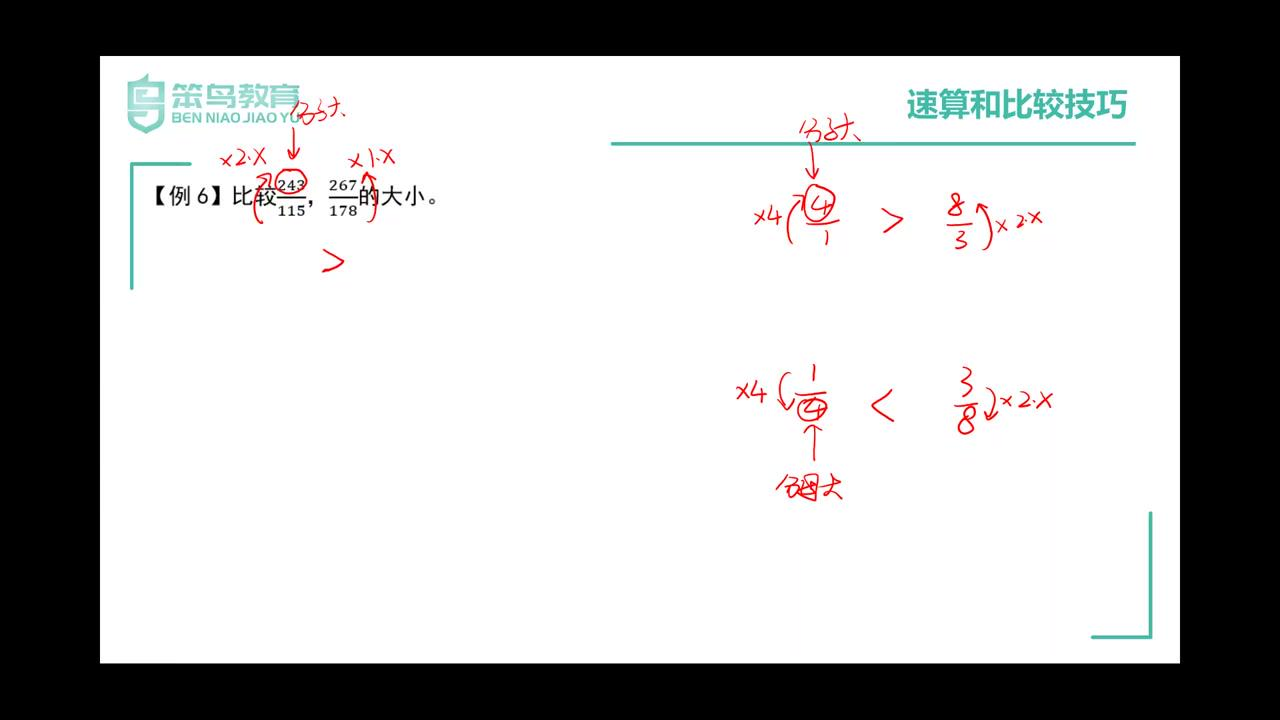 笨鸟教育
BEN NIAO JIAO YU
速算和比较技巧
分子大
×2·X ×1·X
【例 6】比较243/115，267/178的大小。
>
分子大
×4 4/1 > 8/3 ×2·X
×4 1/4 < 3/8 ×2·X
分母大